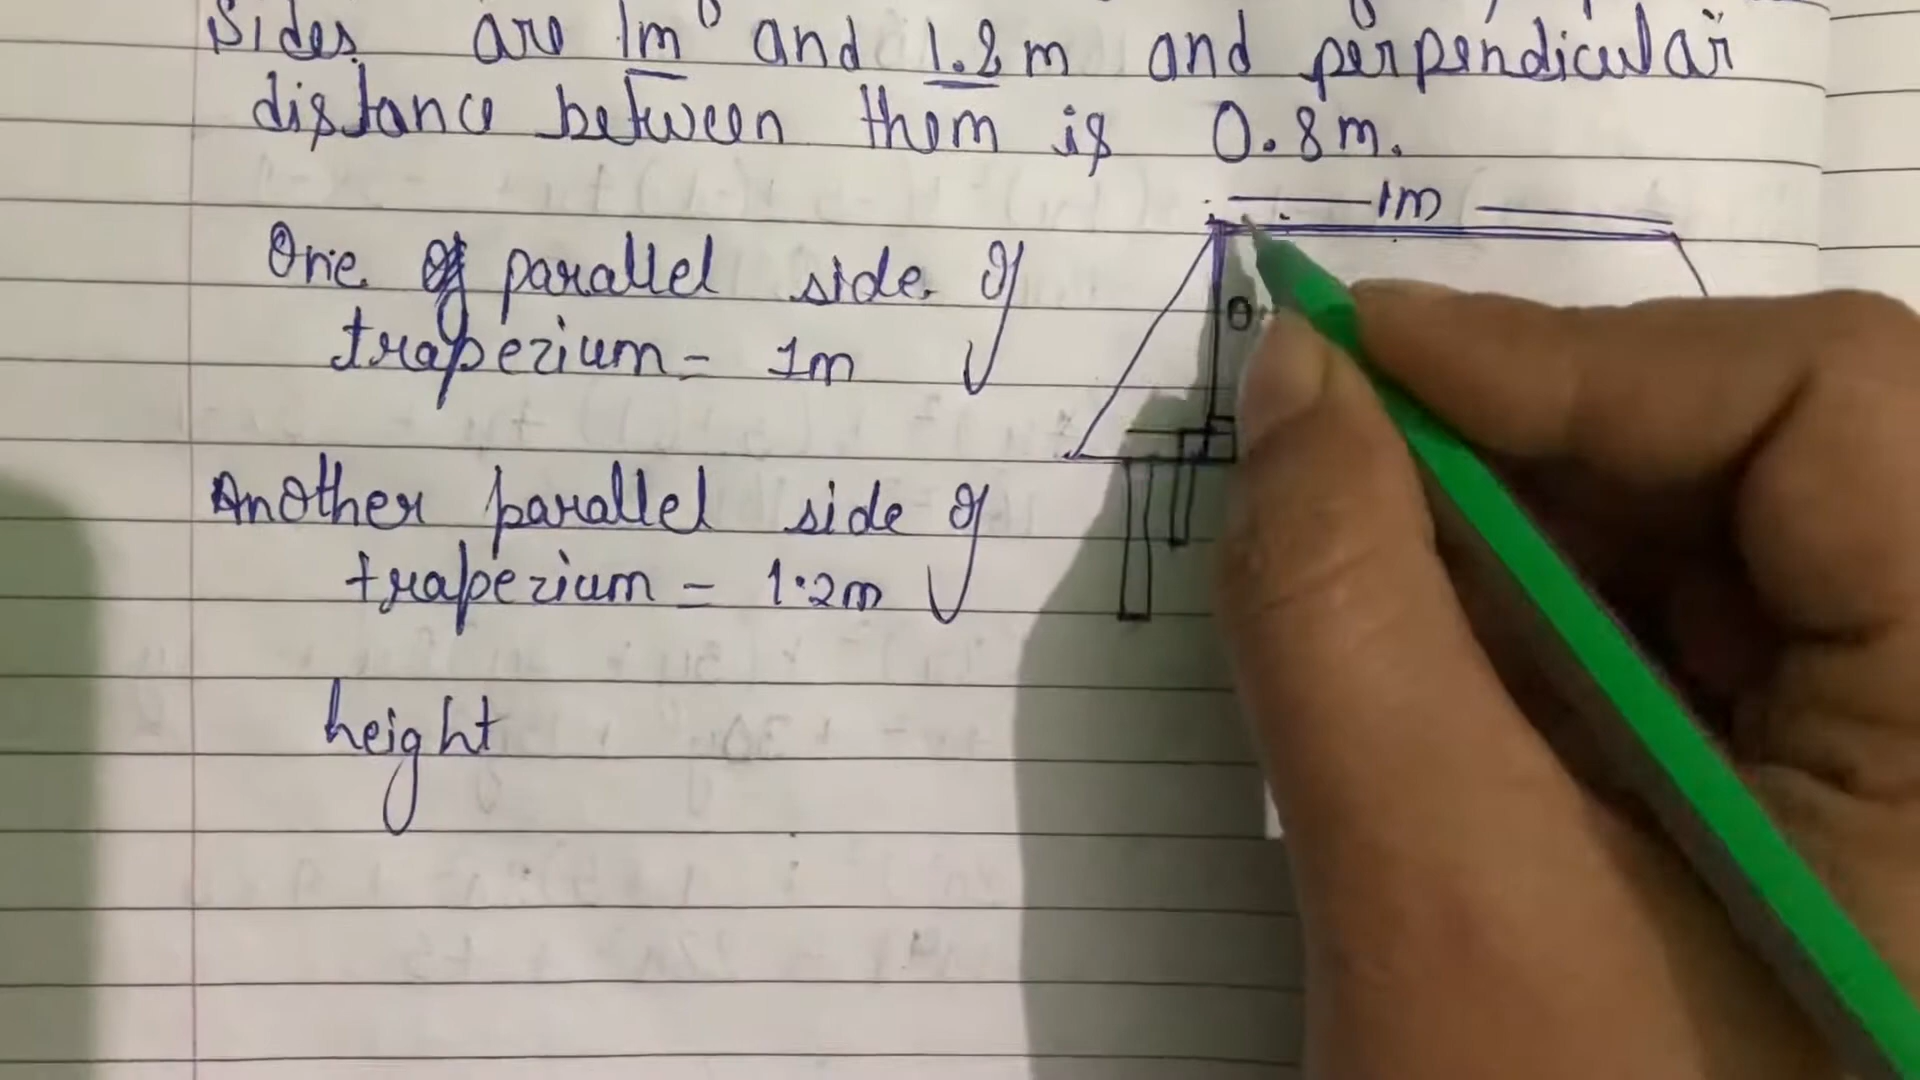 Sides are 1m and 1.2m and perpendicular
distance between them is 0.8m.
1m
One of parallel side of
trapezium = 1m
0.
Another parallel side of
trapezium = 1.2m
height